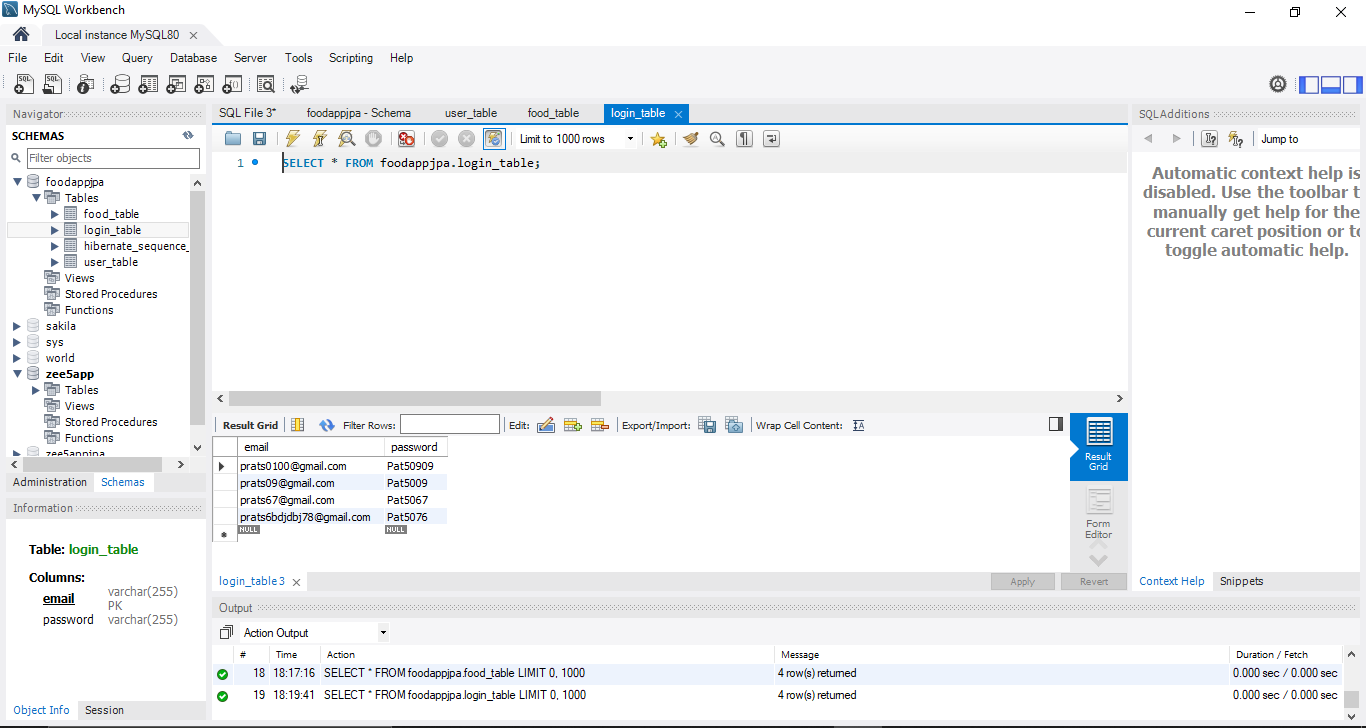 MySQL Workbench
Local instance MySQL80
File Edit View Query Database Server Tools Scripting Help
Navigator
SCHEMAS
Filter objects
foodappjpa
Tables
food_table
login_table
hibernate_sequence_
user_table
Views
Stored Procedures
Functions
sakila
sys
world
zee5app
Tables
Views
Stored Procedures
Functions
zee5appjpa
Administration Schemas
Information
Table: login_table
Columns:
email varchar(255)
PK
password varchar(255)
Object Info Session
SQL File 3* foodappjpa - Schema user_table food_table login_table
Limit to 1000 rows
1 SELECT * FROM foodappjpa.login_table;
Result Grid Filter Rows: Edit: Export/Import: Wrap Cell Content:
email password
prats0100@gmail.com Pat50909
prats09@gmail.com Pat5009
prats67@gmail.com Pat5067
prats6bdjdbj78@gmail.com Pat5076
NULL NULL
Result
Grid
Form
Editor
login_table 3 Apply Revert
Output
Action Output
# Time Action Message Duration / Fetch
18 18:17:16 SELECT * FROM foodappjpa.food_table LIMIT 0, 1000 4 row(s) returned 0.000 sec / 0.000 sec
19 18:19:41 SELECT * FROM foodappjpa.login_table LIMIT 0, 1000 4 row(s) returned 0.000 sec / 0.000 sec
SQLAdditions
Jump to
Automatic context help is
disabled. Use the toolbar t
manually get help for the
current caret position or to
toggle automatic help.
Context Help Snippets